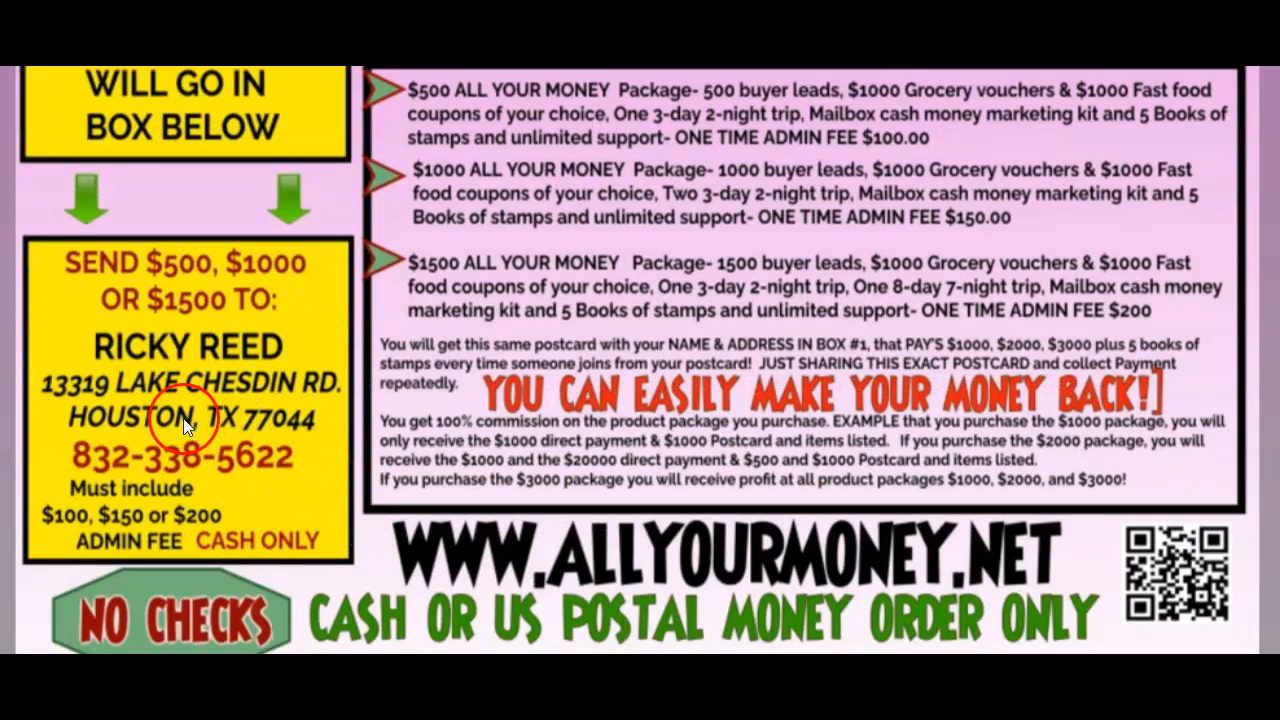 WILL GO IN
BOX BELOW
SEND $500, $1000
OR $1500 TO:
RICKY REED
13319 LAKE CHESDIN RD.
HOUSTON, TX 77044
832-338-5622
Must include
$100, $150 or $200
ADMIN FEE CASH ONLY
NO CHECKS
$500 ALL YOUR MONEY Package- 500 buyer leads, $1000 Grocery vouchers & $1000 Fast food
coupons of your choice, One 3-day 2-night trip, Mailbox cash money marketing kit and 5 Books of
stamps and unlimited support- ONE TIME ADMIN FEE $100.00
$1000 ALL YOUR MONEY Package- 1000 buyer leads, $1000 Grocery vouchers & $1000 Fast
food coupons of your choice, Two 3-day 2-night trip, Mailbox cash money marketing kit and 5
Books of stamps and unlimited support- ONE TIME ADMIN FEE $150.00
$1500 ALL YOUR MONEY Package- 1500 buyer leads, $1000 Grocery vouchers & $1000 Fast
food coupons of your choice, One 3-day 2-night trip, One 8-day 7-night trip, Mailbox cash money
marketing kit and 5 Books of stamps and unlimited support- ONE TIME ADMIN FEE $200
You will get this same postcard with your NAME & ADDRESS IN BOX #1, that PAY'S $1000, $2000, $3000 plus 5 books of
stamps every time someone joins from your postcard! JUST SHARING THIS EXACT POSTCARD and collect Payment
repeatedly. YOU CAN EASILY MAKE YOUR MONEY BACK!]
You get 100% commission on the product package you purchase. EXAMPLE that you purchase the $1000 package, you will
only receive the $1000 direct payment & $1000 Postcard and items listed. If you purchase the $2000 package, you will
receive the $1000 and the $20000 direct payment & $500 and $1000 Postcard and items listed.
If you purchase the $3000 package you will receive profit at all product packages $1000, $2000, and $3000!
WWW.ALLYOURMONEY.NET
CASH OR US POSTAL MONEY ORDER ONLY